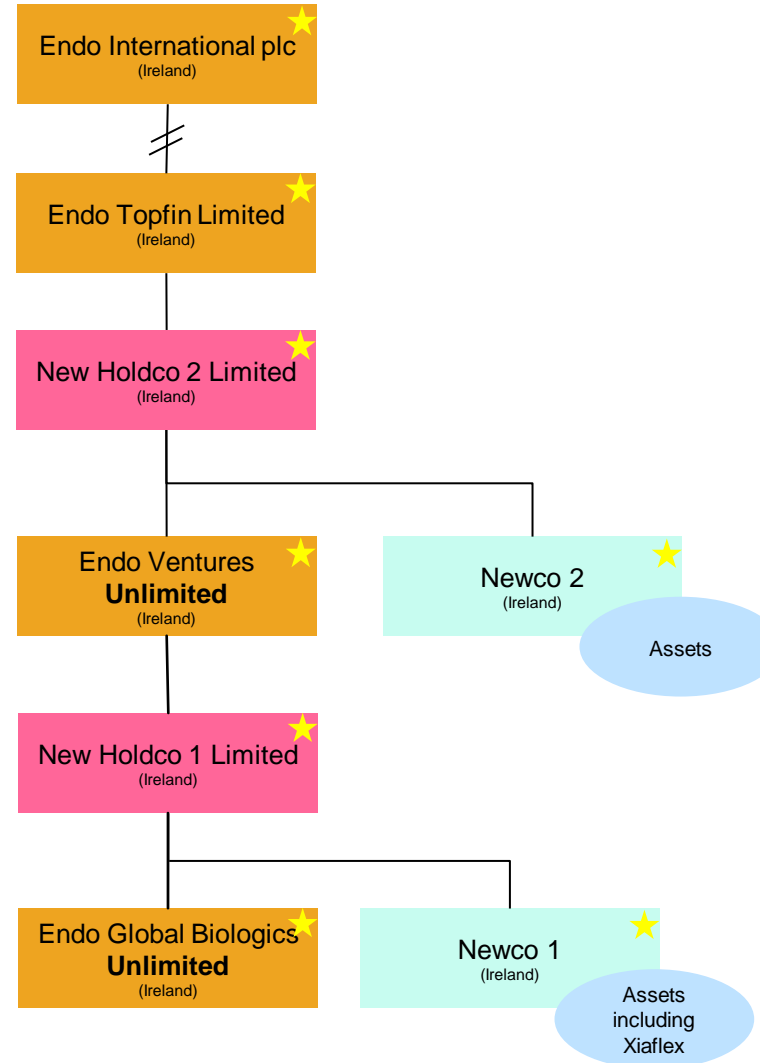 Endo International plc
(Ireland)
Endo Topfin Limited
(Ireland)
New Holdco 2 Limited
(Ireland)
Endo Ventures
Unlimited
(Ireland)
Newco 2
(Ireland)
Assets
New Holdco 1 Limited
(Ireland)
Endo Global Biologics
Unlimited
(Ireland)
Newco 1
(Ireland)
Assets
including
Xiaflex